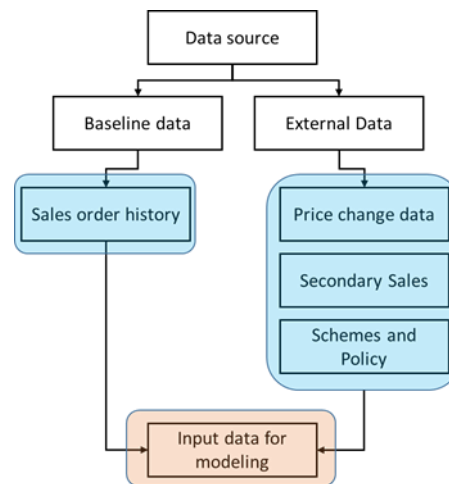 Data source
Baseline data
External Data
Sales order history
Price change data
Secondary Sales
Schemes and
Policy
Input data for
modeling